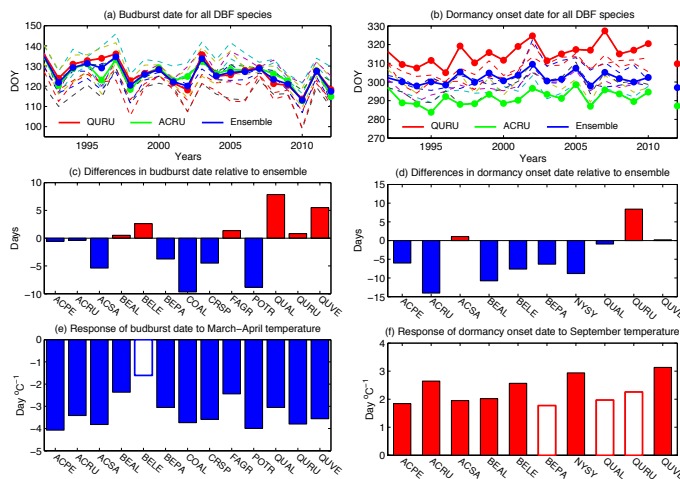 (a) Budburst date for all DBF species
150
140
130
120
110
100
DOY
1995
2000
2005
2010
Years
QURU
ACRU
Ensemble
(b) Dormancy onset date for all DBF species
330
320
310
300
290
280
270
DOY
1995
2000
2005
2010
Years
QURU
ACRU
Ensemble
(c) Differences in budburst date relative to ensemble
10
5
0
−5
−10
Days
ACPE ACRU ACSA BEAL BELE BEPA COAL CRSP FAGR POTR QUAL QURU QUVE
(d) Differences in dormancy onset date relative to ensemble
15
10
5
0
−5
−10
−15
Days
ACPE ACRU ACSA BEAL BELE BEPA NYSY QUAL QURU QUVE
(e) Response of budburst date to March−April temperature
0
−1
−2
−3
−4
−5
Day °C⁻¹
ACPE ACRU ACSA BEAL BELE BEPA COAL CRSP FAGR POTR QUAL QURU QUVE
(f) Response of dormancy onset date to September temperature
4
3
2
1
0
Day °C⁻¹
ACPE ACRU ACSA BEAL BELE BEPA NYSY QUAL QURU QUVE